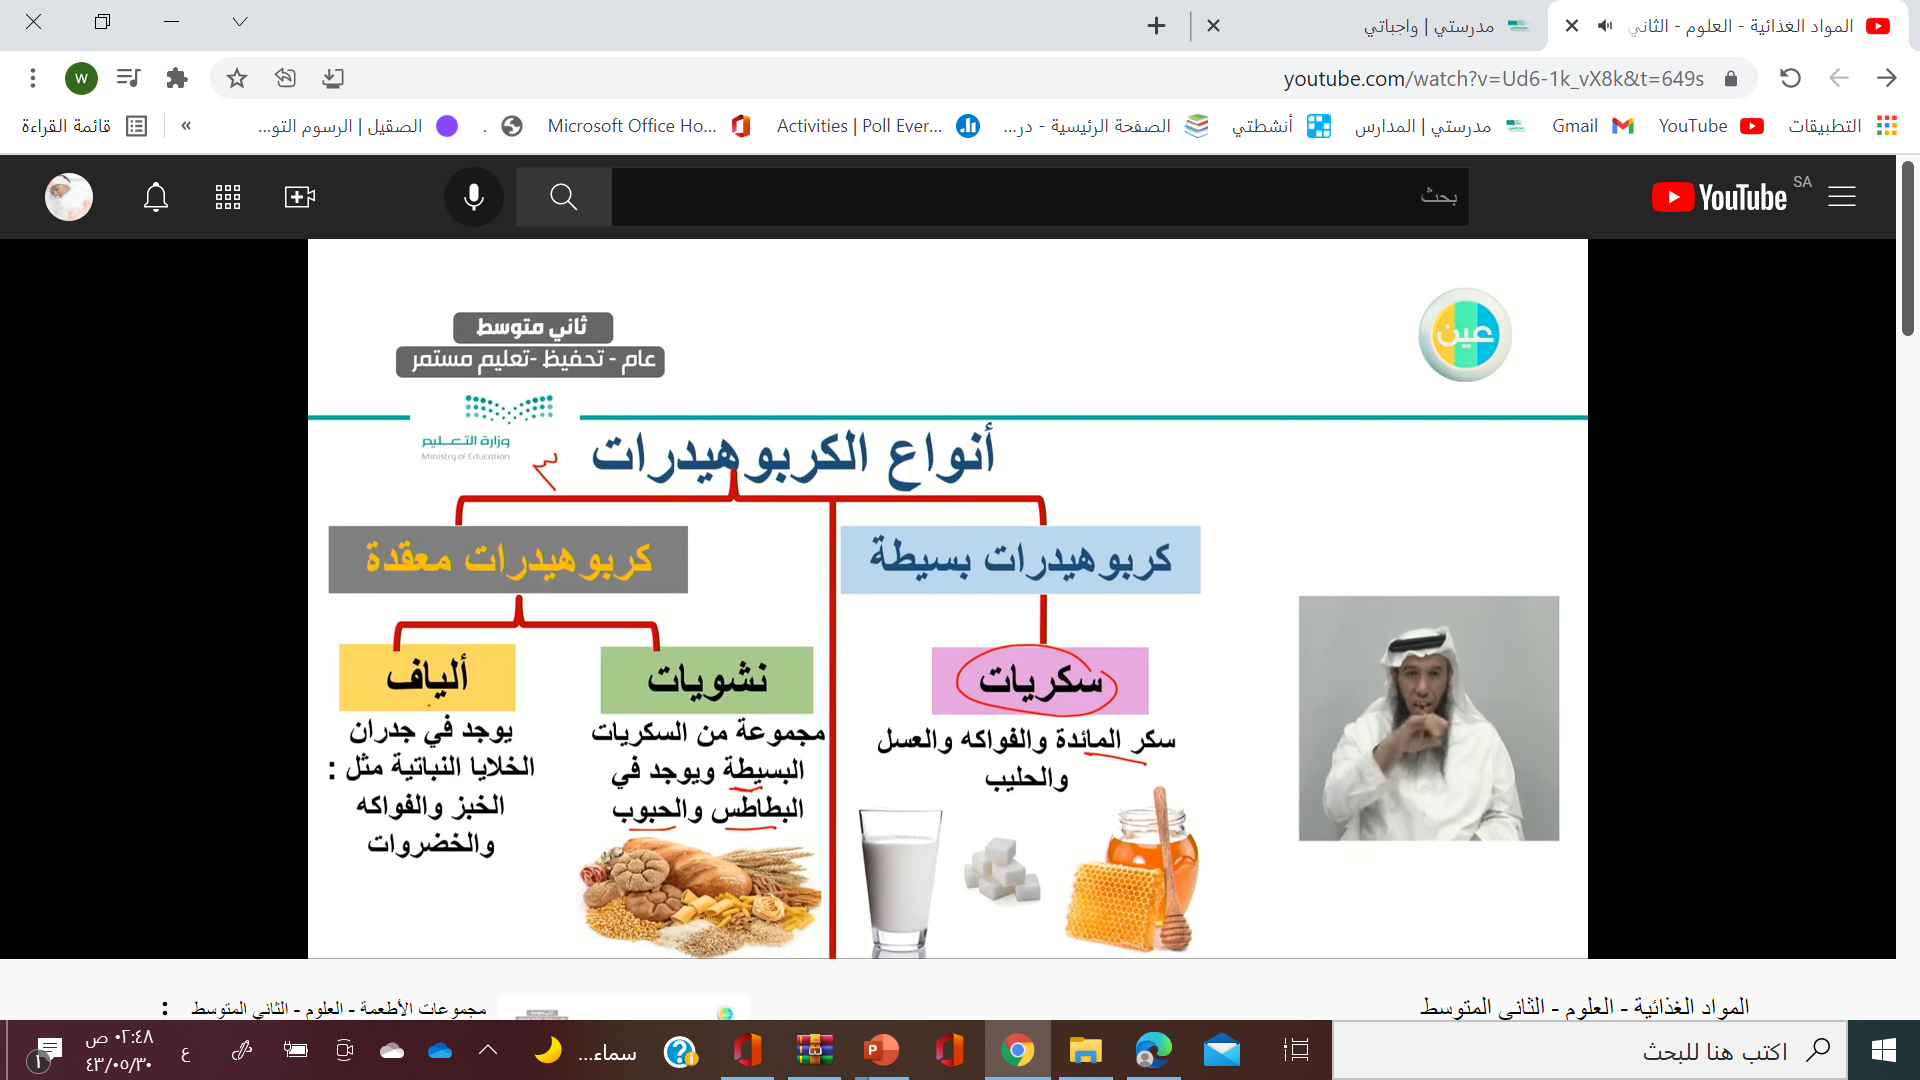 المواد الغذائية - العلوم - الثاني
مدرستي | واجباتي
youtube.com/watch?v=Ud6-1k_vX8k&t=649s
W
التطبيقات
YouTube
Gmail
مدرستي | المدارس
أنشطتي
الصفحة الرئيسية - در...
Activities | Poll Ever...
Microsoft Office Ho...
.
الصقيل | الرسوم التو...
»
قائمة القراءة
YouTube SA
بحث
ثاني متوسط
عام - تحفيظ -تعليم مستمر
عين
وزارة التعـليم
Ministry of Education
أنواع الكربوهيدرات
كربوهيدرات بسيطة
كربوهيدرات معقدة
سكريات
نشويات
ألياف
سكر المائدة والفواكه والعسل
والحليب
مجموعة من السكريات
البسيطة ويوجد في
البطاطس والحبوب
يوجد في جدران
الخلايا النباتية مثل :
الخبز والفواكه
والخضروات
المواد الغذائية - العلوم - الثاني المتوسط
مجموعات الأطعمة - العلوم - الثاني المتوسط
اكتب هنا للبحث
سماء...
ع
٠٢:٤٨ ص
٤٣/٠٥/٣٠
١